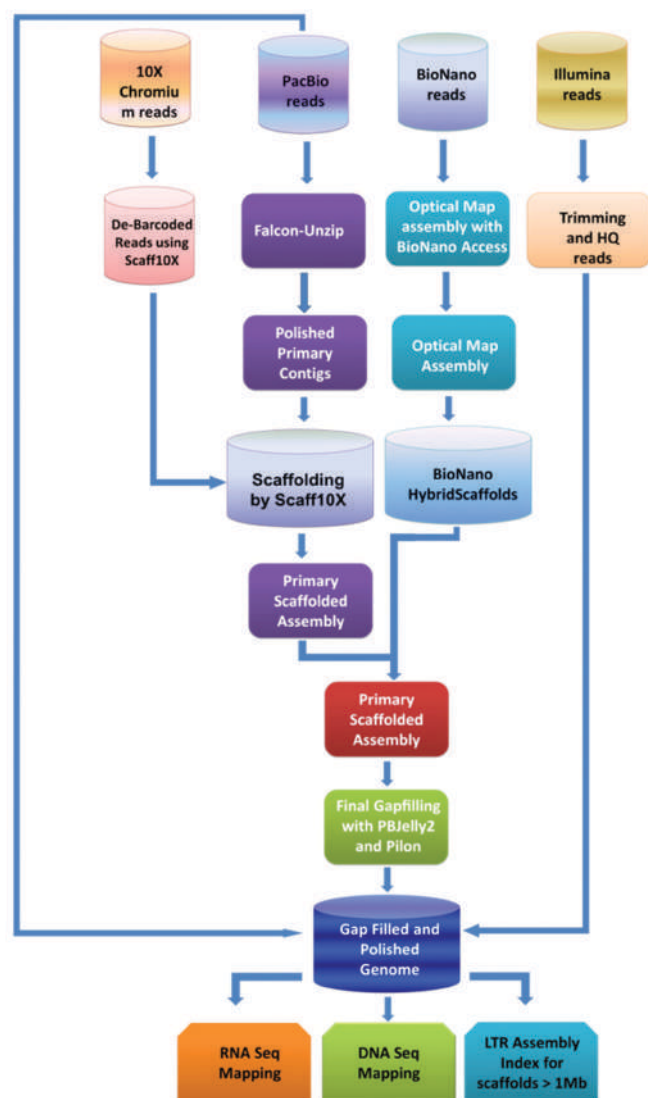 10X
Chromiu
m reads
PacBio
reads
BioNano
reads
Illumina
reads
De-Barcoded
Reads using
Scaff10X
Falcon-Unzip
Optical Map
assembly with
BioNano Access
Trimming
and HQ
reads
Polished
Primary
Contigs
Optical Map
Assembly
Scaffolding
by Scaff10X
BioNano
HybridScaffolds
Primary
Scaffolded
Assembly
Primary
Scaffolded
Assembly
Final Gapfilling
with PBJelly2
and Pilon
Gap Filled and
Polished
Genome
RNA Seq
Mapping
DNA Seq
Mapping
LTR Assembly
Index for
scaffolds > 1Mb